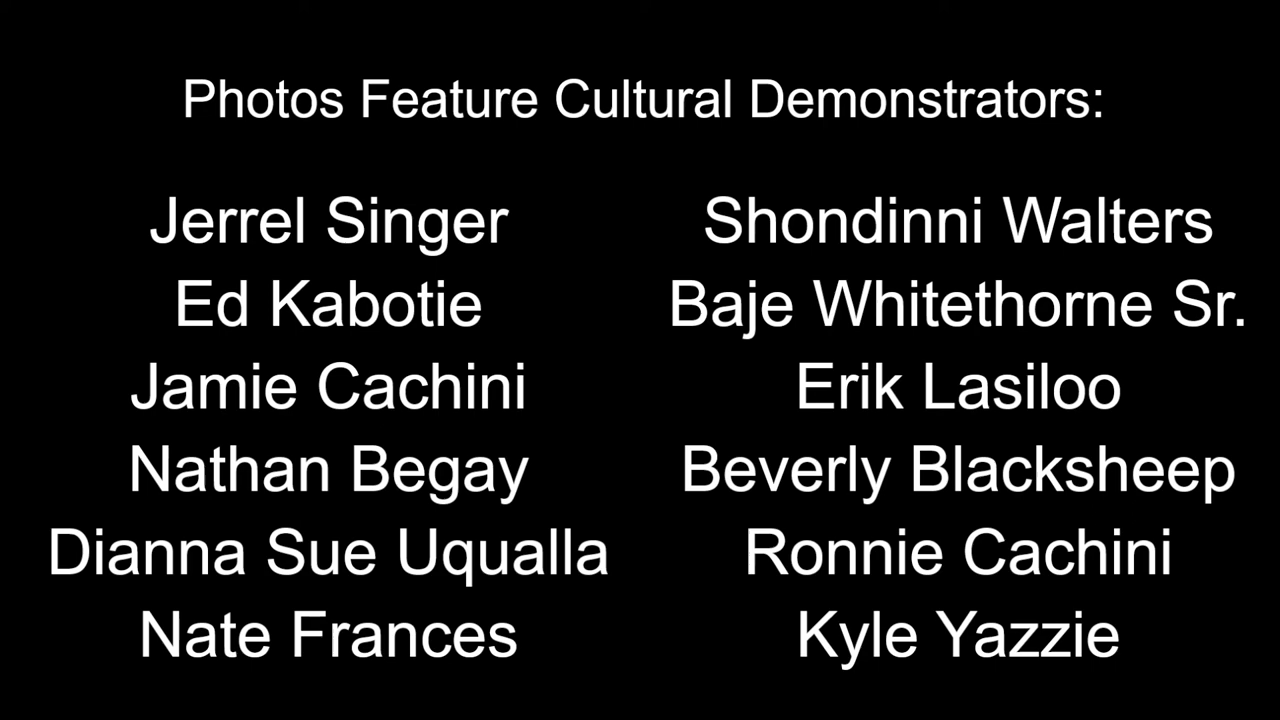 Photos Feature Cultural Demonstrators:
Jerrel Singer
Ed Kabotie
Jamie Cachini
Nathan Begay
Dianna Sue Uqualla
Nate Frances
Shondinni Walters
Baje Whitethorne Sr.
Erik Lasiloo
Beverly Blacksheep
Ronnie Cachini
Kyle Yazzie